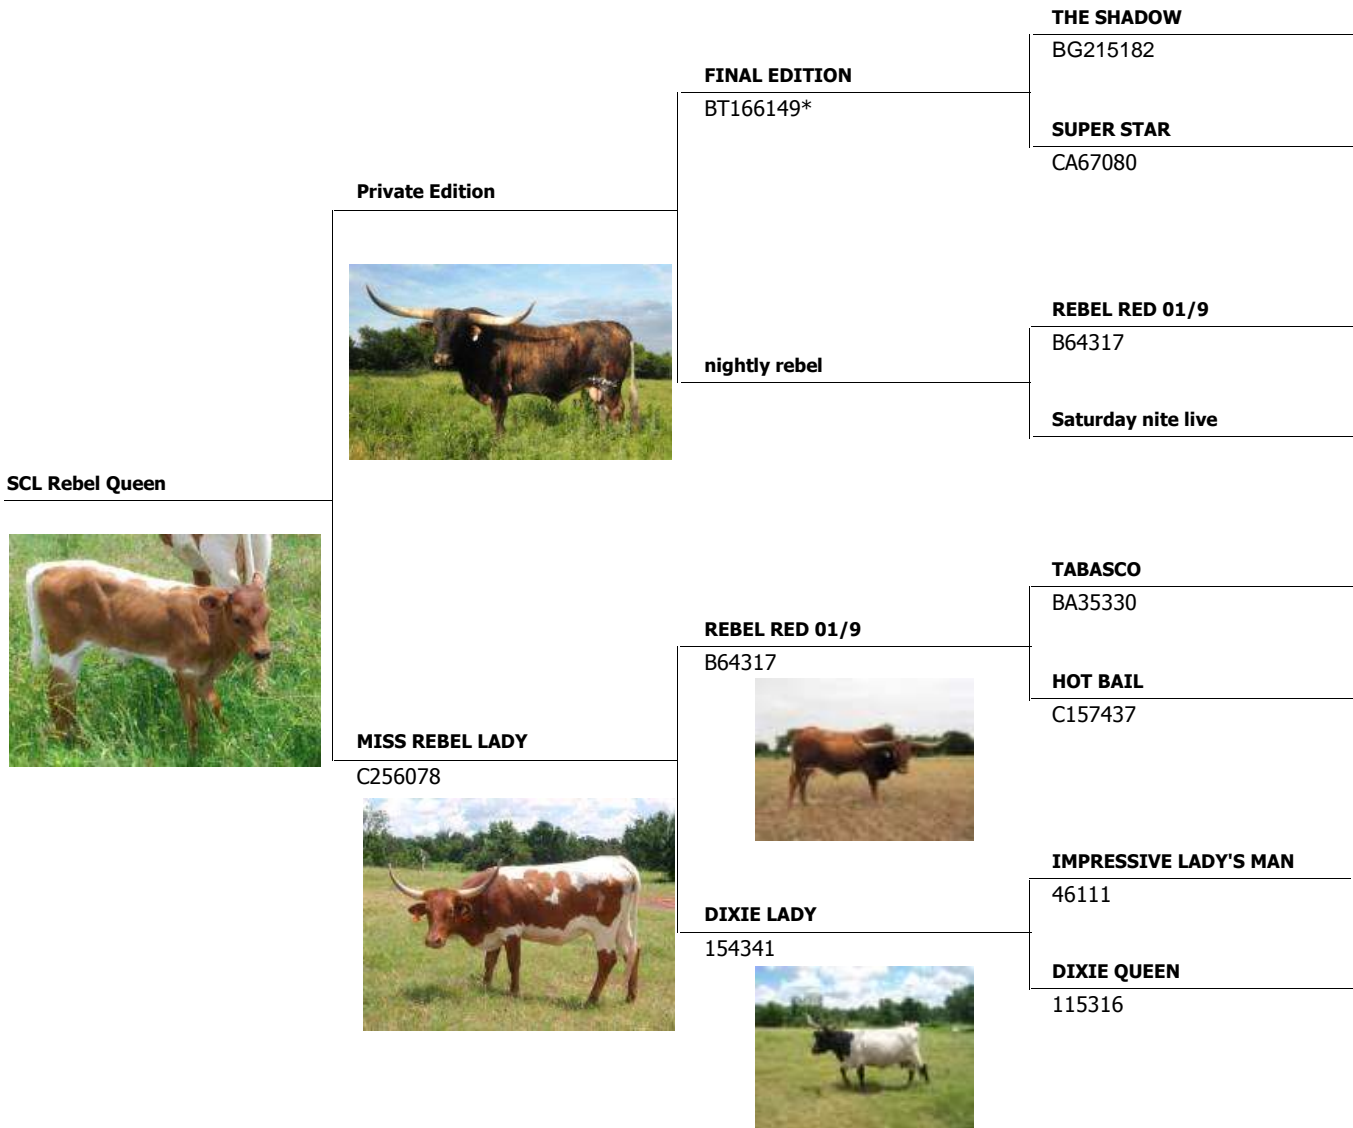 THE SHADOW
BG215182
FINAL EDITION
BT166149*
SUPER STAR
CA67080
Private Edition
REBEL RED 01/9
B64317
nightly rebel
Saturday nite live
SCL Rebel Queen
TABASCO
BA35330
REBEL RED 01/9
B64317
HOT BAIL
C157437
MISS REBEL LADY
C256078
IMPRESSIVE LADY'S MAN
46111
DIXIE LADY
154341
DIXIE QUEEN
115316